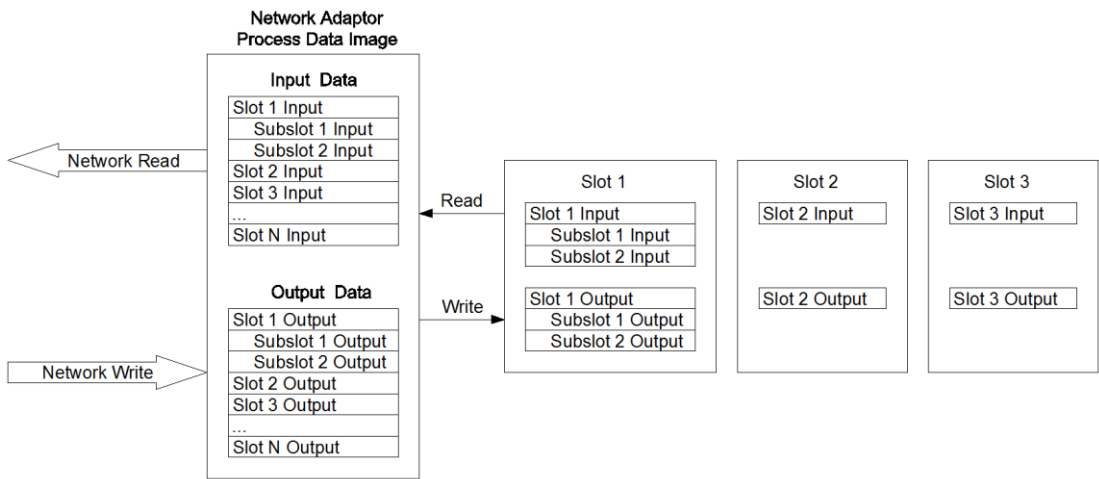 Network Adaptor
Process Data Image
Input Data
Slot 1 Input
Subslot 1 Input
Subslot 2 Input
Slot 2 Input
Slot 3 Input
...
Slot N Input
Network Read
Output Data
Slot 1 Output
Subslot 1 Output
Subslot 2 Output
Slot 2 Output
Slot 3 Output
...
Slot N Output
Network Write
Read
Write
Slot 1
Slot 1 Input
Subslot 1 Input
Subslot 2 Input
Slot 1 Output
Subslot 1 Output
Subslot 2 Output
Slot 2
Slot 2 Input
Slot 2 Output
Slot 3
Slot 3 Input
Slot 3 Output